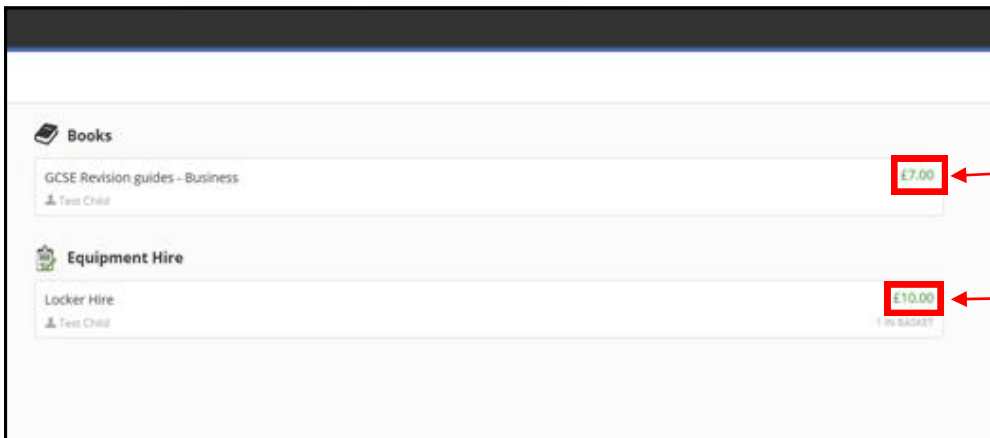 Books
GCSE Revision guides - Business
£7.00
Test Child
Equipment Hire
Locker Hire
£10.00
Test Child
1 IN BASKET